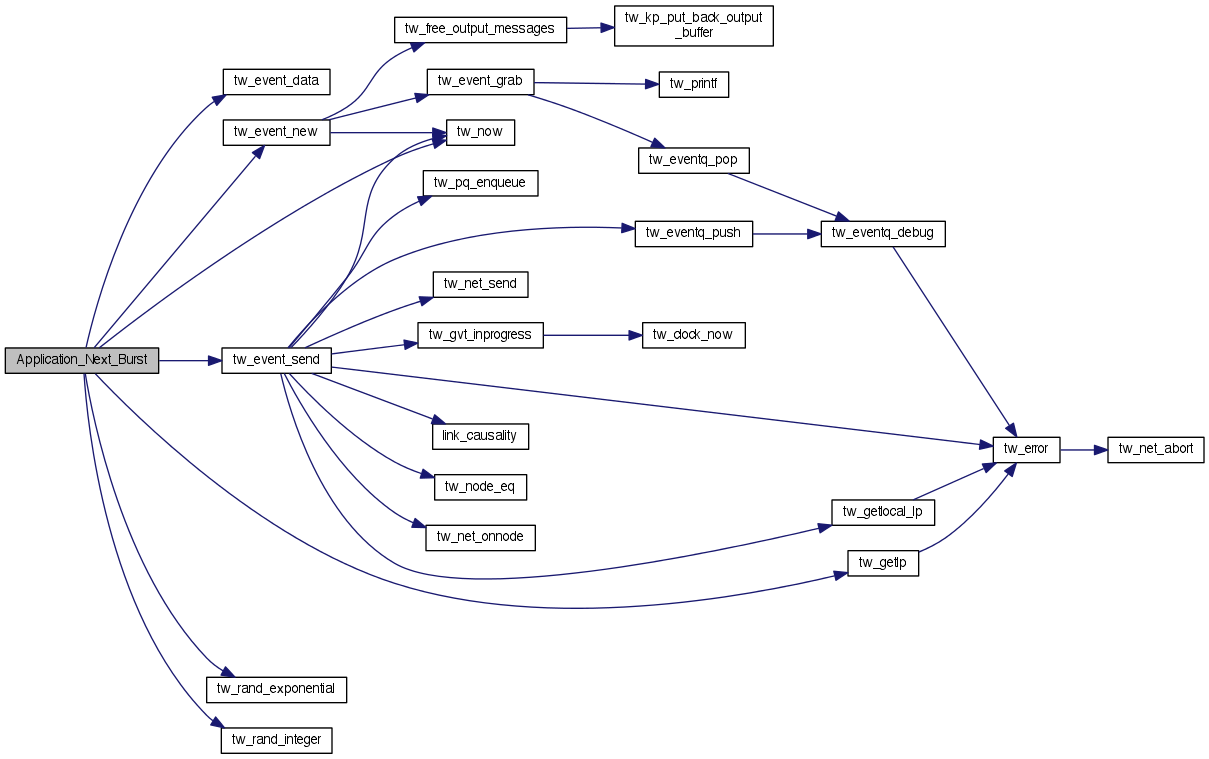 tw_kp_put_back_output
_buffer
tw_free_output_messages
tw_event_data
tw_event_grab
tw_printf
tw_event_new
tw_now
tw_eventq_pop
tw_pq_enqueue
tw_eventq_push
tw_eventq_debug
tw_net_send
tw_gvt_inprogress
tw_clock_now
Application_Next_Burst
tw_event_send
link_causality
tw_error
tw_net_abort
tw_node_eq
tw_getlocal_lp
tw_net_onnode
tw_getlp
tw_rand_exponential
tw_rand_integer